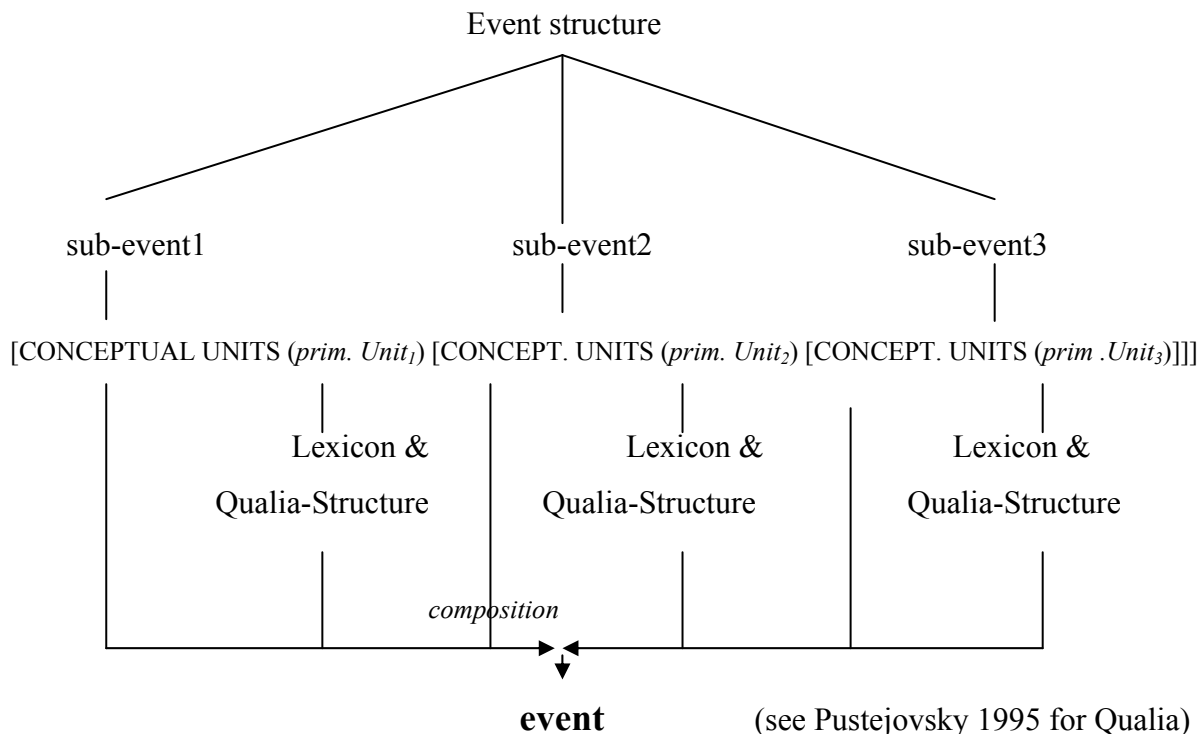 Event structure
sub-event1 sub-event2 sub-event3
[CONCEPTUAL UNITS (prim. Unit₁) [CONCEPT. UNITS (prim. Unit₂) [CONCEPT. UNITS (prim .Unit₃)]]]
Lexicon & Lexicon & Lexicon &
Qualia-Structure Qualia-Structure Qualia-Structure
composition
event (see Pustejovsky 1995 for Qualia)